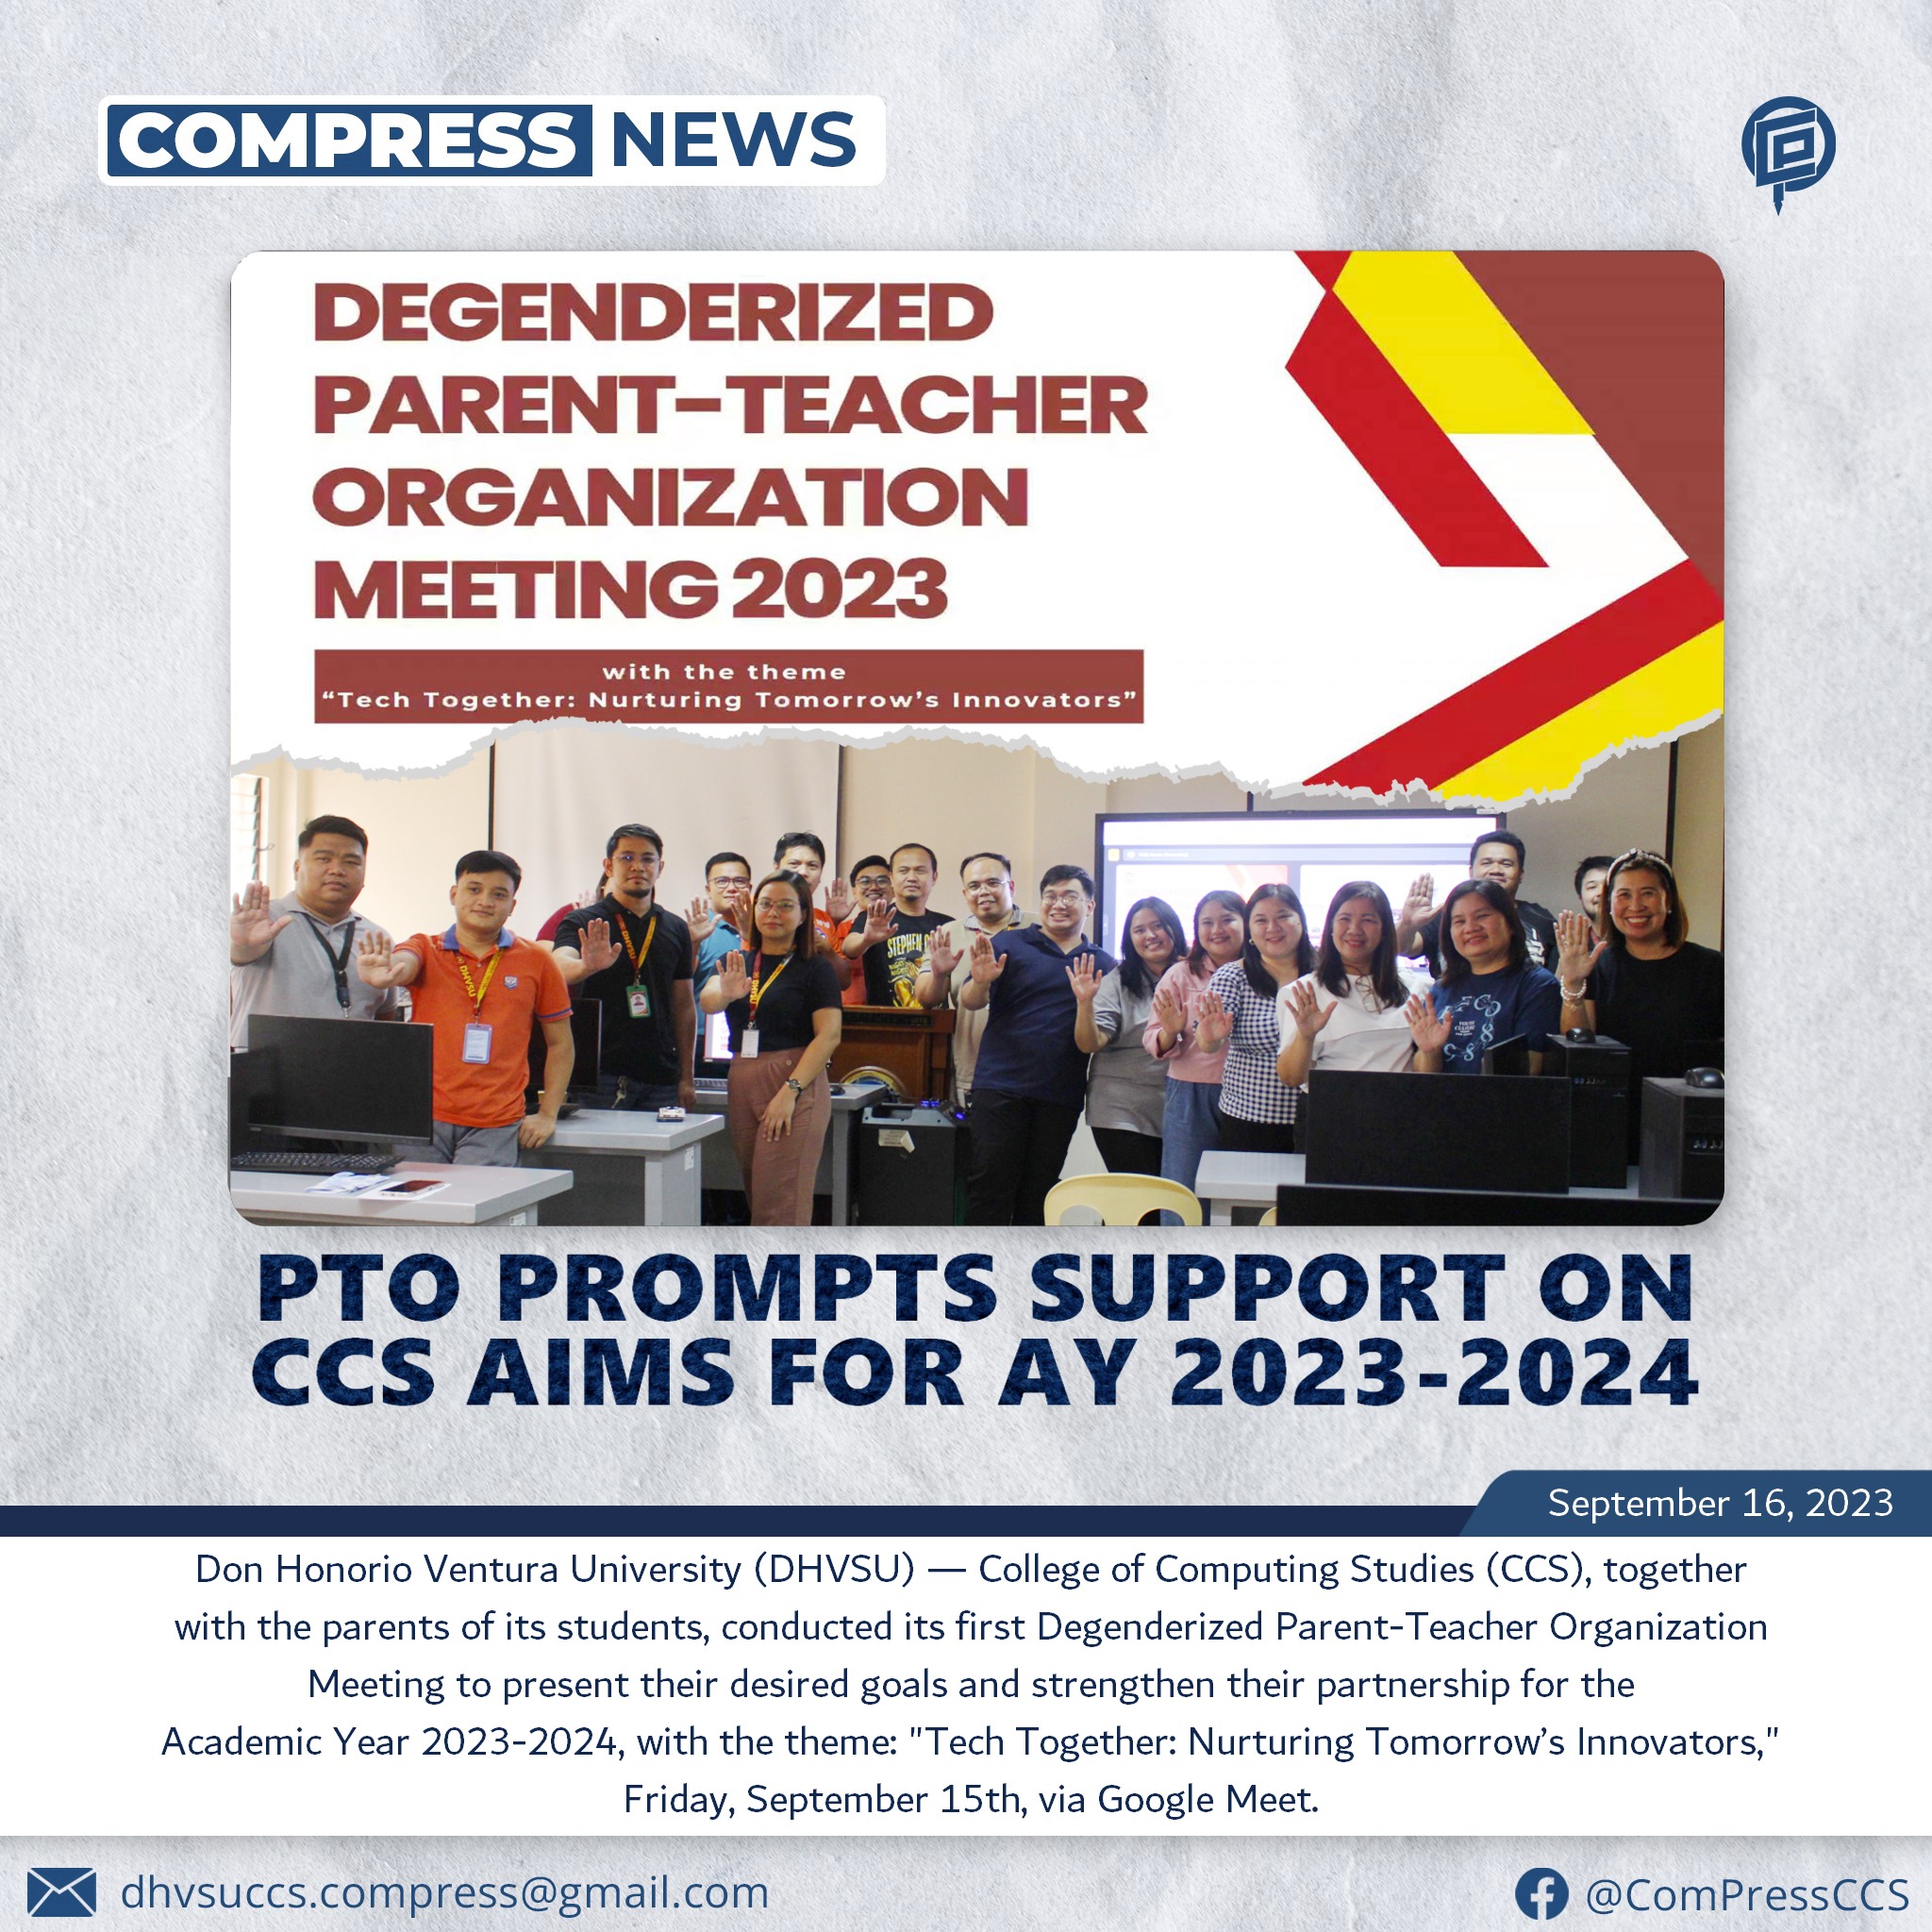 COMPRESS NEWS
DEGENDERIZED
PARENT-TEACHER
ORGANIZATION
MEETING 2023
with the theme
“Tech Together: Nurturing Tomorrow’s Innovators”
DHVSU
STEPHEN
PTO PROMPTS SUPPORT ON
CCS AIMS FOR AY 2023-2024
September 16, 2023
Don Honorio Ventura University (DHVSU) — College of Computing Studies (CCS), together
with the parents of its students, conducted its first Degenderized Parent-Teacher Organization
Meeting to present their desired goals and strengthen their partnership for the
Academic Year 2023-2024, with the theme: "Tech Together: Nurturing Tomorrow’s Innovators,"
Friday, September 15th, via Google Meet.
dhvsuccs.compress@gmail.com
@ComPressCCS